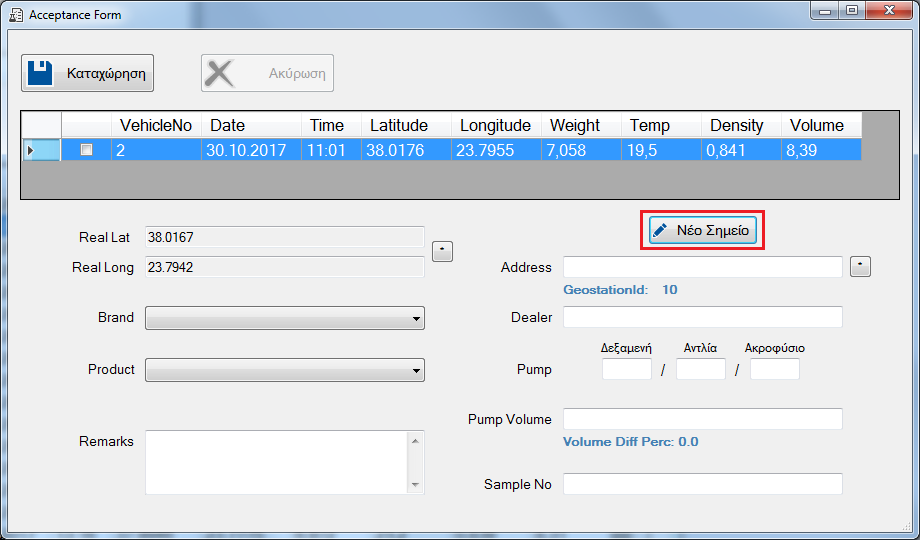 Acceptance Form
Καταχώρηση Ακύρωση
VehicleNo Date Time Latitude Longitude Weight Temp Density Volume
2 30.10.2017 11:01 38.0176 23.7955 7,058 19,5 0,841 8,39
Νέο Σημείο
Real Lat 38.0167
Real Long 23.7942
Address
GeostationId: 10
Brand
Dealer
Δεξαμενή Αντλία Ακροφύσιο
Product
Pump / /
Pump Volume
Volume Diff Perc: 0.0
Remarks
Sample No